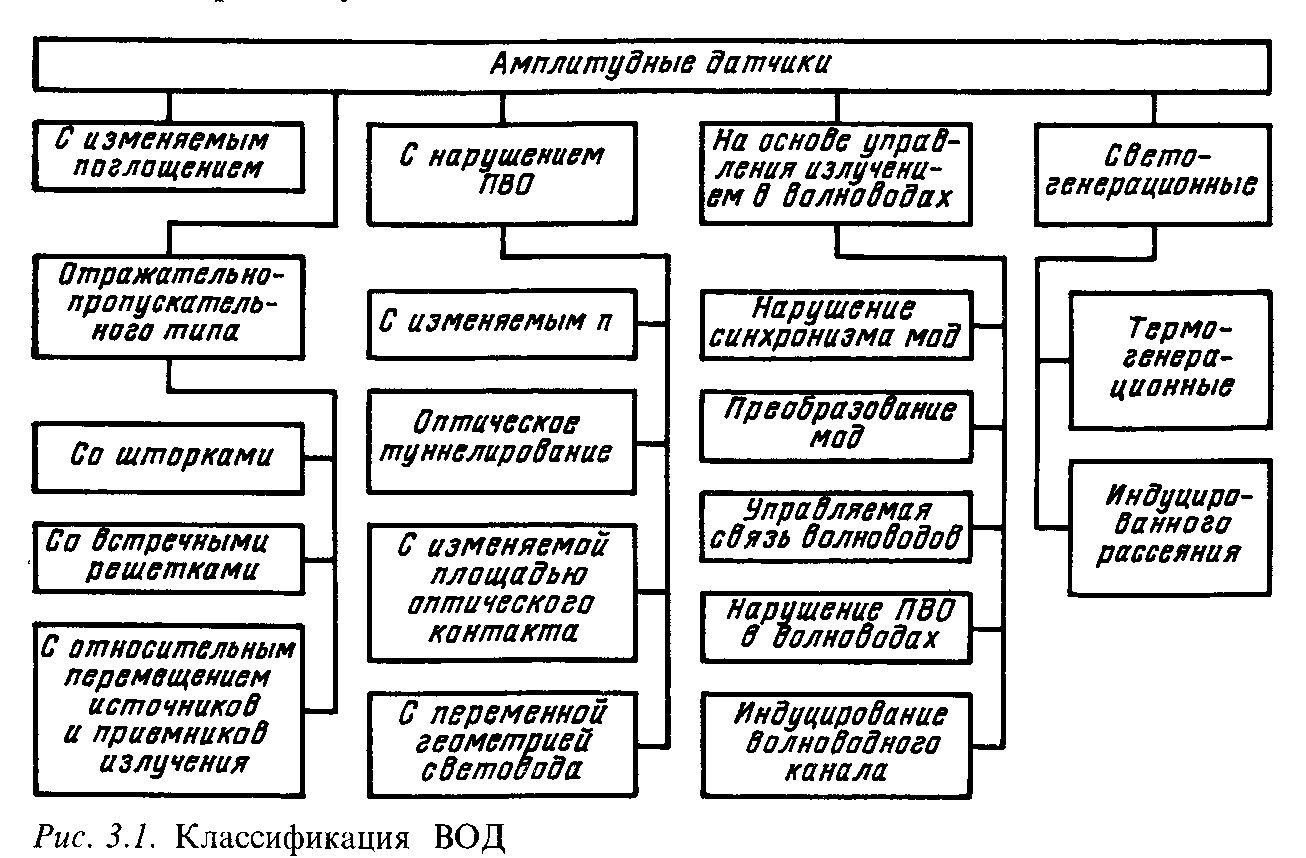 Амплитудные датчики
С изменяемым
поглощением
С нарушением
ПВО
На основе управ-
ления излучени-
ем в волноводах
Свето-
генерационные
Отражательно-
пропускатель-
ного типа
Со шторками
Со встречными
решетками
С относительным
перемещением
источников
и приемников
излучения
С изменяемым п
Оптическое
туннелирование
С изменяемой
площадью
оптического
контакта
С переменной
геометрией
световода
Нарушение
синхронизма мод
Преобразование
мод
Управляемая
связь волноводов
Нарушение ПВО
в волноводах
Индуцирование
волноводного
канала
Термо-
генера-
ционные
Индуциро-
ванного
рассеяния
Рис. 3.1. Классификация ВОД